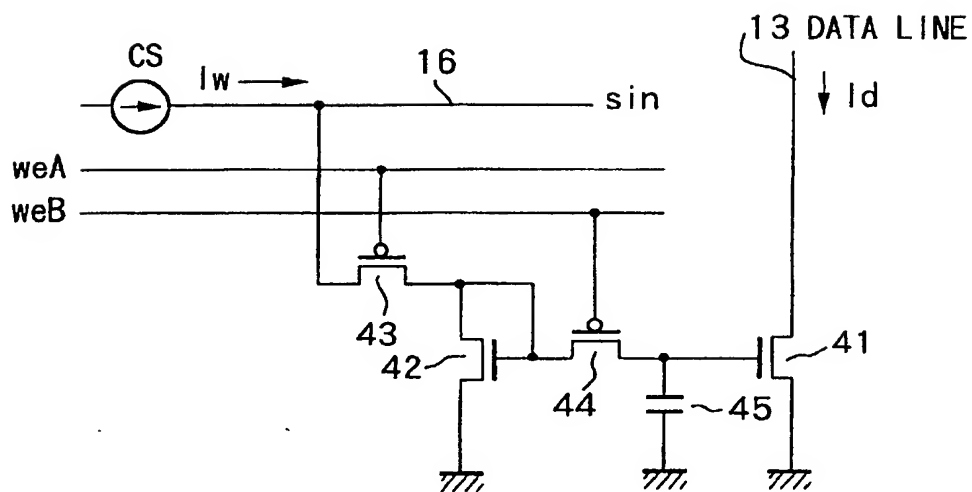 13 DATA LINE
CS
Iw
16
sin
Id
weA
weB
43
42
44
45
41